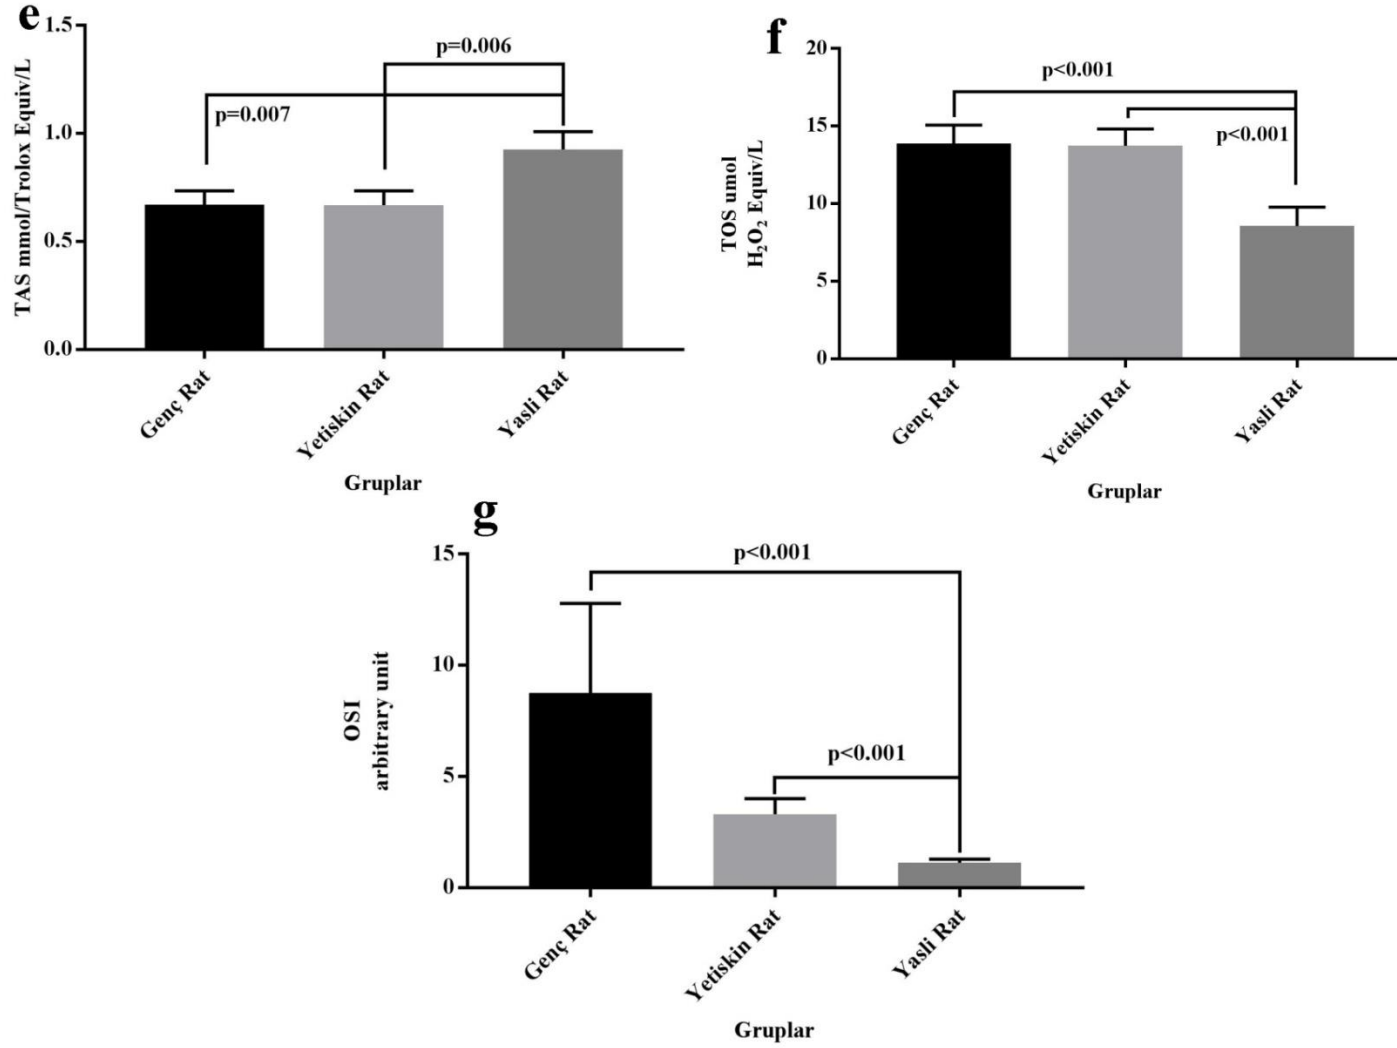 e
TAS mmol/Trolox Equiv/L
1.5
1.0
0.5
0.0
p=0.006
p=0.007
Genç Rat
Yetiskin Rat
Yasli Rat
Gruplar
f
TOS umol
H₂O₂ Equiv/L
20
15
10
5
0
p<0.001
p<0.001
Genç Rat
Yetiskin Rat
Yasli Rat
Gruplar
g
OSI
arbitrary unit
15
10
5
0
p<0.001
p<0.001
Genç Rat
Yetiskin Rat
Yasli Rat
Gruplar